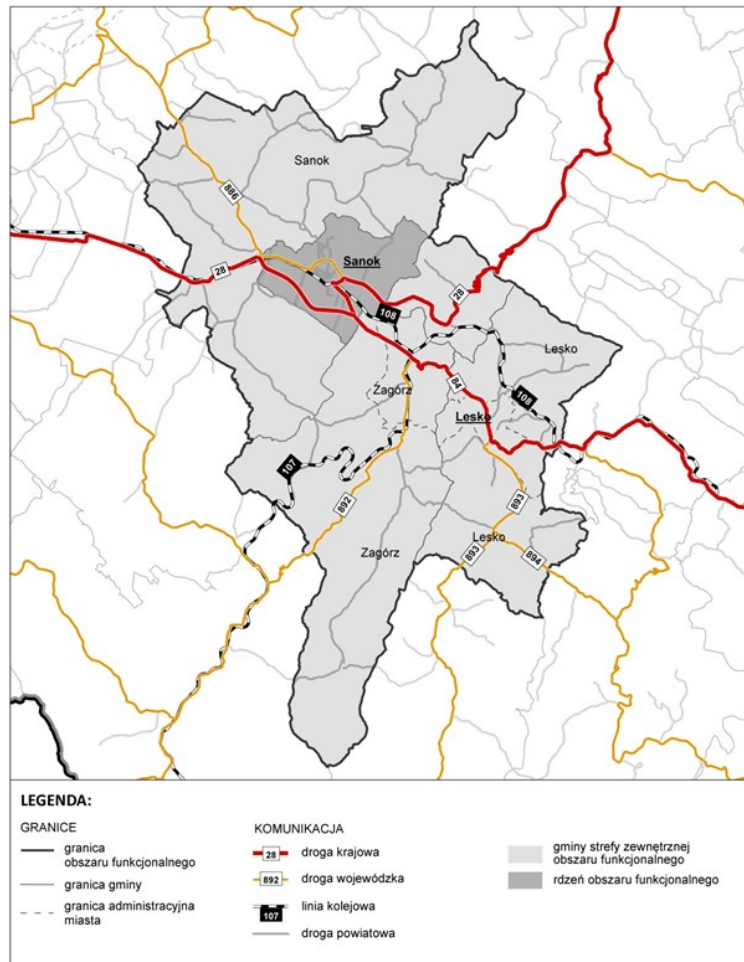 Sanok
886
Sanok
28
28
108
Lesko
Zagórz
84
108
Lesko
107
892
893
Lesko
893
894
Zagórz
LEGENDA:
GRANICE
granica
obszaru funkcjonalnego
granica gminy
granica administracyjna
miasta
KOMUNIKACJA
28 droga krajowa
892 droga wojewódzka
107 linia kolejowa
droga powiatowa
gminy strefy zewnętrznej
obszaru funkcjonalnego
rdzeń obszaru funkcjonalnego